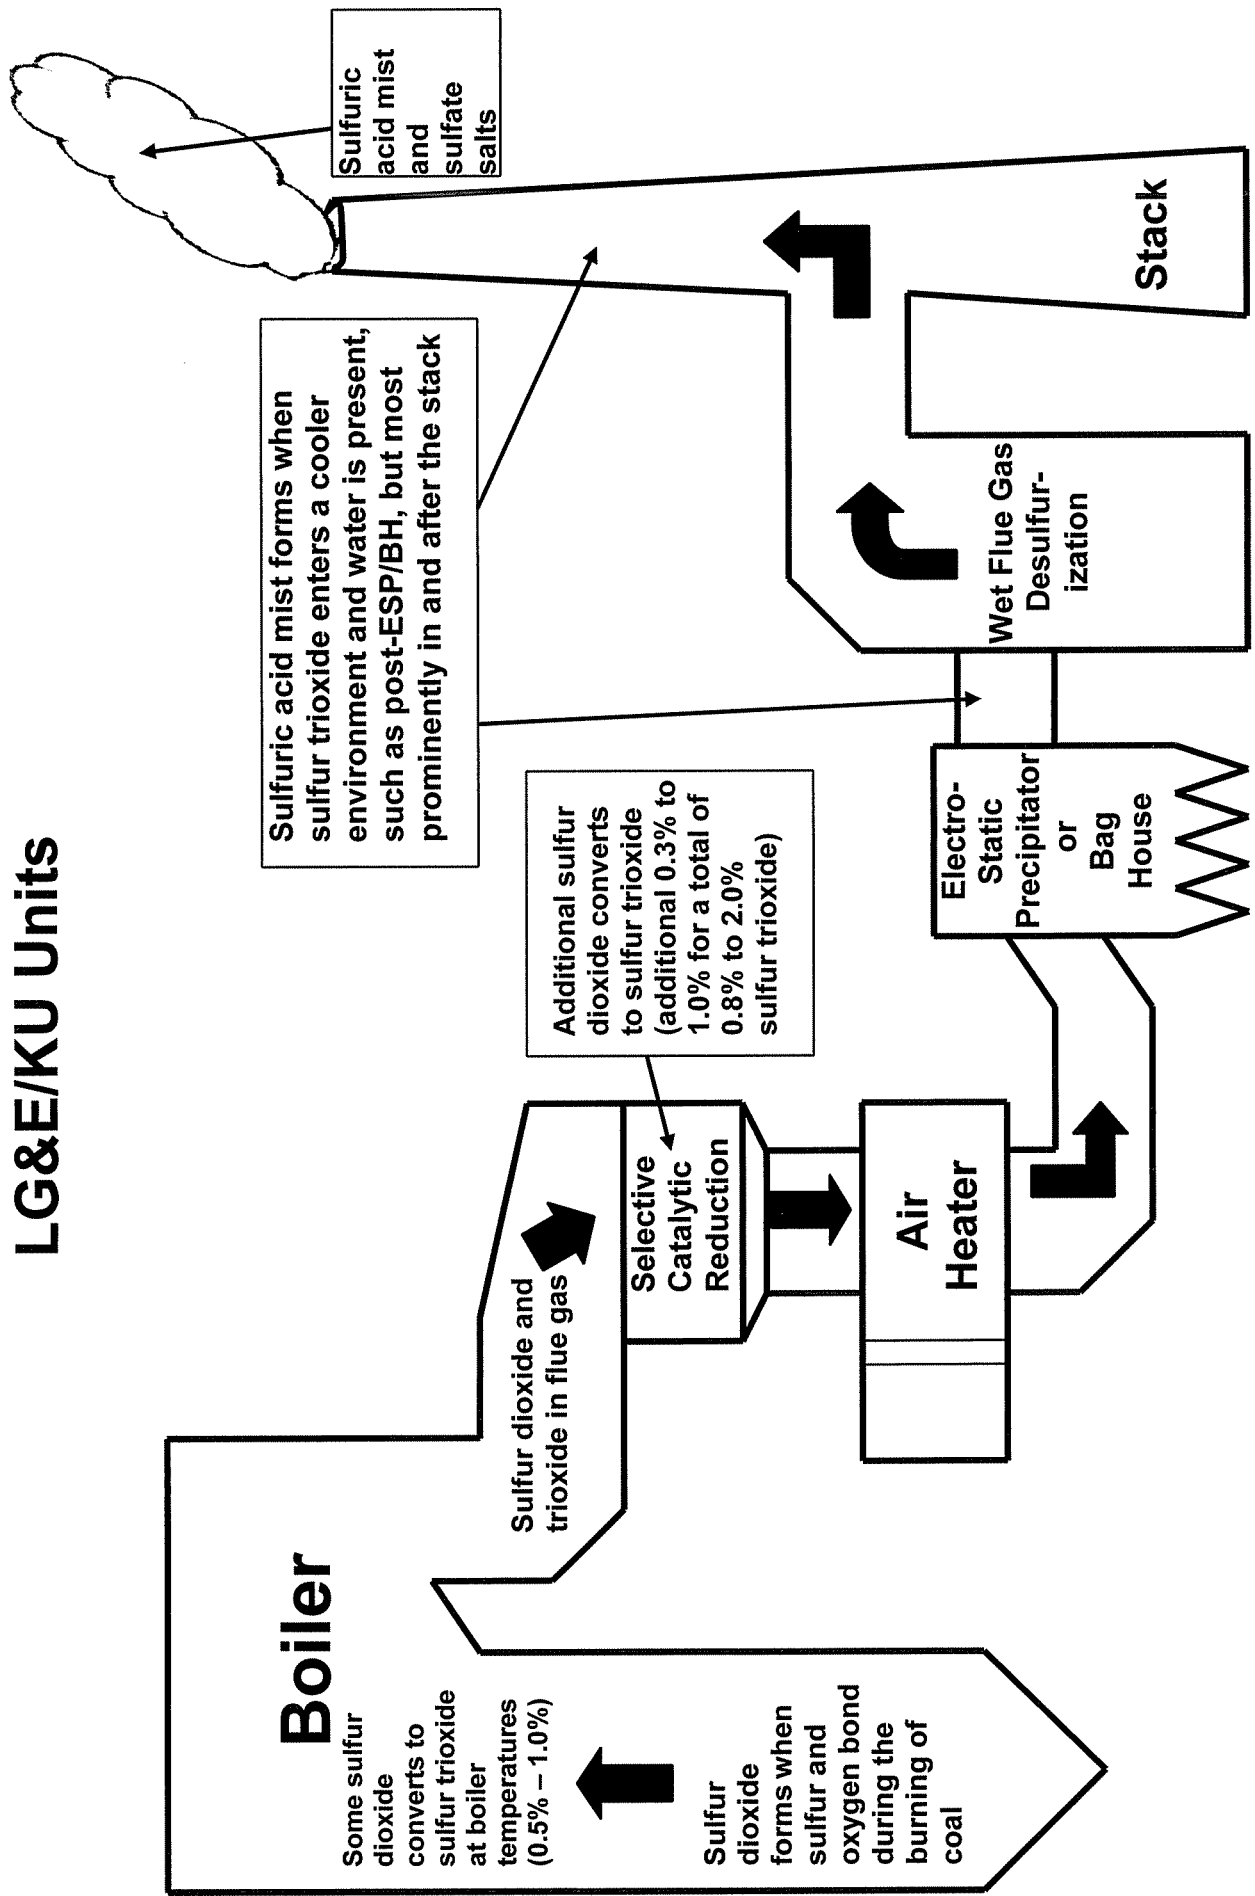 LG&E/KU Units
Boiler
Some sulfur
dioxide
converts to
sulfur trioxide
at boiler
temperatures
(0.5% – 1.0%)
Sulfur
dioxide
forms when
sulfur and
oxygen bond
during the
burning of
coal
Sulfur dioxide and
trioxide in flue gas
Selective
Catalytic
Reduction
Air
Heater
Additional sulfur
dioxide converts
to sulfur trioxide
(additional 0.3% to
1.0% for a total of
0.8% to 2.0%
sulfur trioxide)
Electro-
Static
Precipitator
or
Bag
House
Sulfuric acid mist forms when
sulfur trioxide enters a cooler
environment and water is present,
such as post-ESP/BH, but most
prominently in and after the stack
Wet Flue Gas
Desulfur-
ization
Stack
Sulfuric
acid mist
and
sulfate
salts